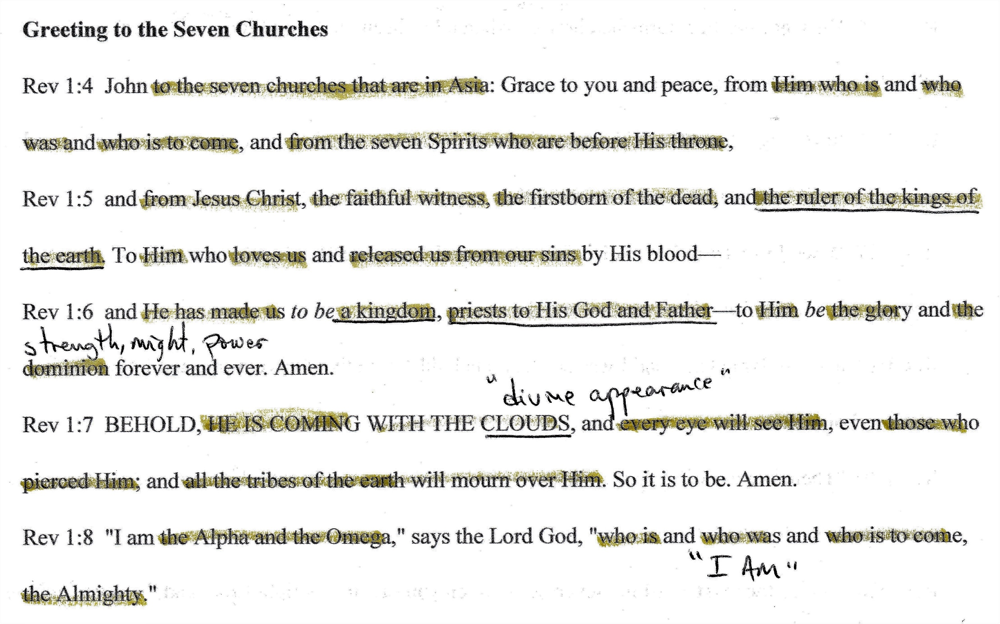 Greeting to the Seven Churches
Rev 1:4  John to the seven churches that are in Asia: Grace to you and peace, from Him who is and who
was and who is to come, and from the seven Spirits who are before His throne,
Rev 1:5  and from Jesus Christ, the faithful witness, the firstborn of the dead, and the ruler of the kings of
the earth. To Him who loves us and released us from our sins by His blood—
Rev 1:6  and He has made us to be a kingdom, priests to His God and Father—to Him be the glory and the
strength, might, power
dominion forever and ever. Amen.
"divine appearance"
Rev 1:7  BEHOLD, HE IS COMING WITH THE CLOUDS, and every eye will see Him, even those who
pierced Him; and all the tribes of the earth will mourn over Him. So it is to be. Amen.
Rev 1:8  "I am the Alpha and the Omega," says the Lord God, "who is and who was and who is to come,
"I AM"
the Almighty."